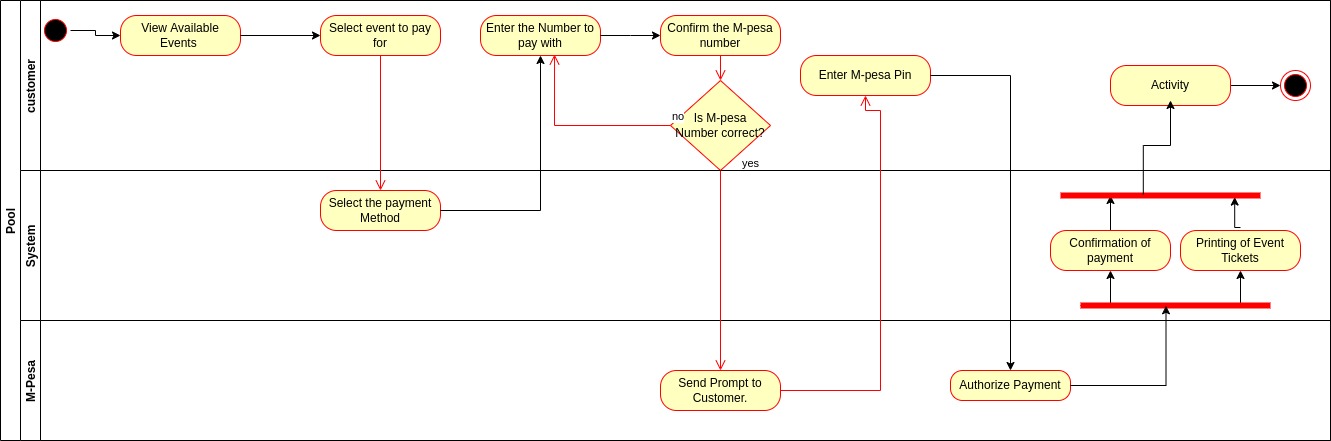 Pool
customer
View Available
Events
Select event to pay
for
Enter the Number to
pay with
Confirm the M-pesa
number
no
Is M-pesa
Number correct?
yes
Enter M-pesa Pin
Activity
System
Select the payment
Method
Confirmation of
payment
Printing of Event
Tickets
M-Pesa
Send Prompt to
Customer.
Authorize Payment